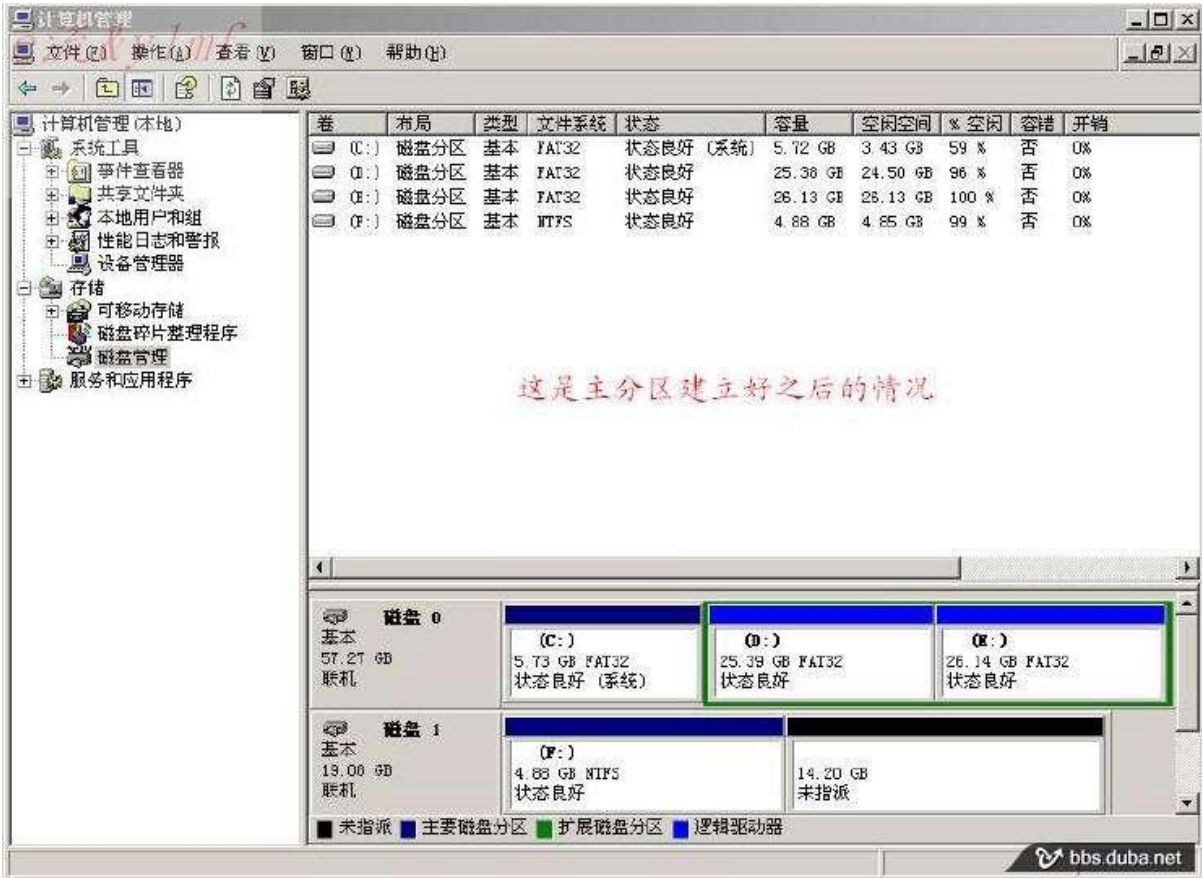 计算机管理
文件(F) 操作(A) 查看(V) 窗口(W) 帮助(H)
计算机管理(本地)
系统工具
事件查看器
共享文件夹
本地用户和组
性能日志和警报
设备管理器
存储
可移动存储
磁盘碎片整理程序
磁盘管理
服务和应用程序
卷 布局 类型 文件系统 状态 容量 空闲空间 % 空闲 容错 开销
(C:) 磁盘分区 基本 FAT32 状态良好 (系统) 5.72 GB 3.43 GB 59 % 否 0%
(D:) 磁盘分区 基本 FAT32 状态良好 25.38 GB 24.50 GB 96 % 否 0%
(E:) 磁盘分区 基本 FAT32 状态良好 26.13 GB 26.13 GB 100 % 否 0%
(F:) 磁盘分区 基本 NTFS 状态良好 4.88 GB 4.85 GB 99 % 否 0%
这是主分区建立好之后的情况
磁盘 0
基本
57.27 GB
联机
(C:)
5.73 GB FAT32
状态良好 (系统)
(D:)
25.39 GB FAT32
状态良好
(E:)
26.14 GB FAT32
状态良好
磁盘 1
基本
19.08 GB
联机
(F:)
4.88 GB NTFS
状态良好
14.20 GB
未指派
未指派 主要磁盘分区 扩展磁盘分区 逻辑驱动器
bbs.duba.net